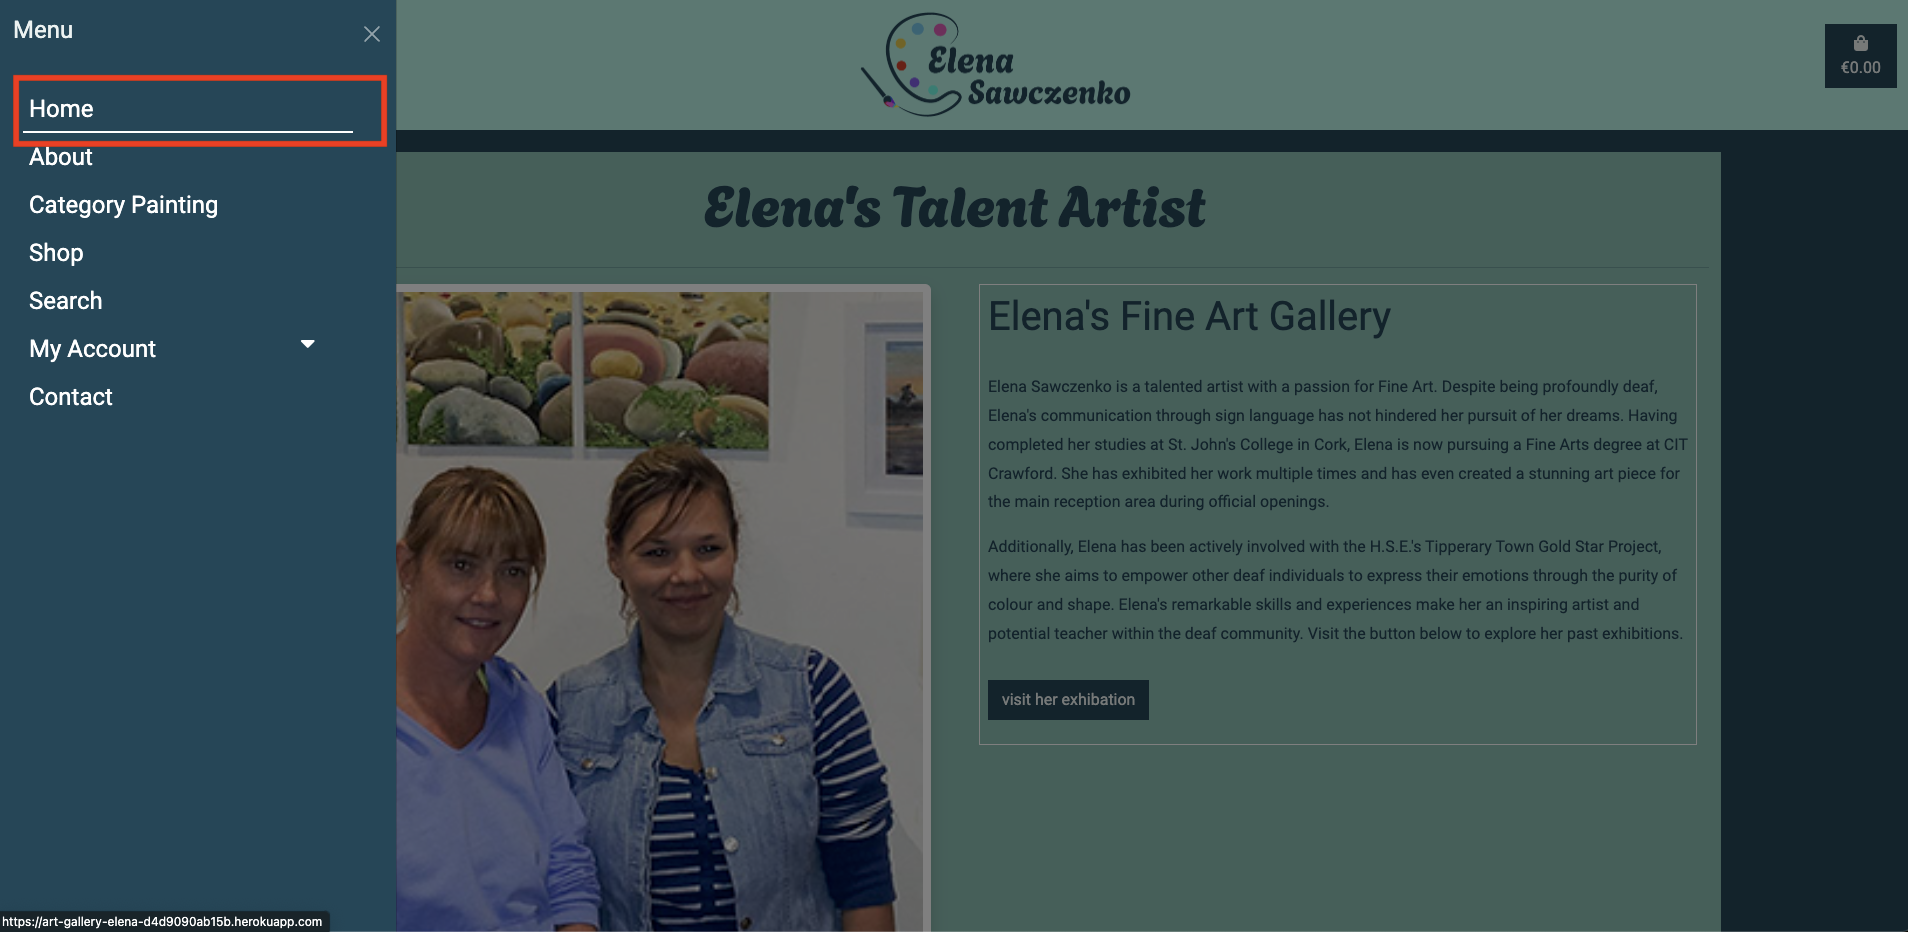 Menu
Home
About
Category Painting
Shop
Search
My Account
Contact
Elena
Sawczenko
€0.00
Elena's Talent Artist
Elena's Fine Art Gallery
Elena Sawczenko is a talented artist with a passion for Fine Art. Despite being profoundly deaf,
Elena's communication through sign language has not hindered her pursuit of her dreams. Having
completed her studies at St. John's College in Cork, Elena is now pursuing a Fine Arts degree at CIT
Crawford. She has exhibited her work multiple times and has even created a stunning art piece for
the main reception area during official openings.
Additionally, Elena has been actively involved with the H.S.E.'s Tipperary Town Gold Star Project,
where she aims to empower other deaf individuals to express their emotions through the purity of
colour and shape. Elena's remarkable skills and experiences make her an inspiring artist and
potential teacher within the deaf community. Visit the button below to explore her past exhibitions.
visit her exhibation
https://art-gallery-elena-d4d9090ab15b.herokuapp.com